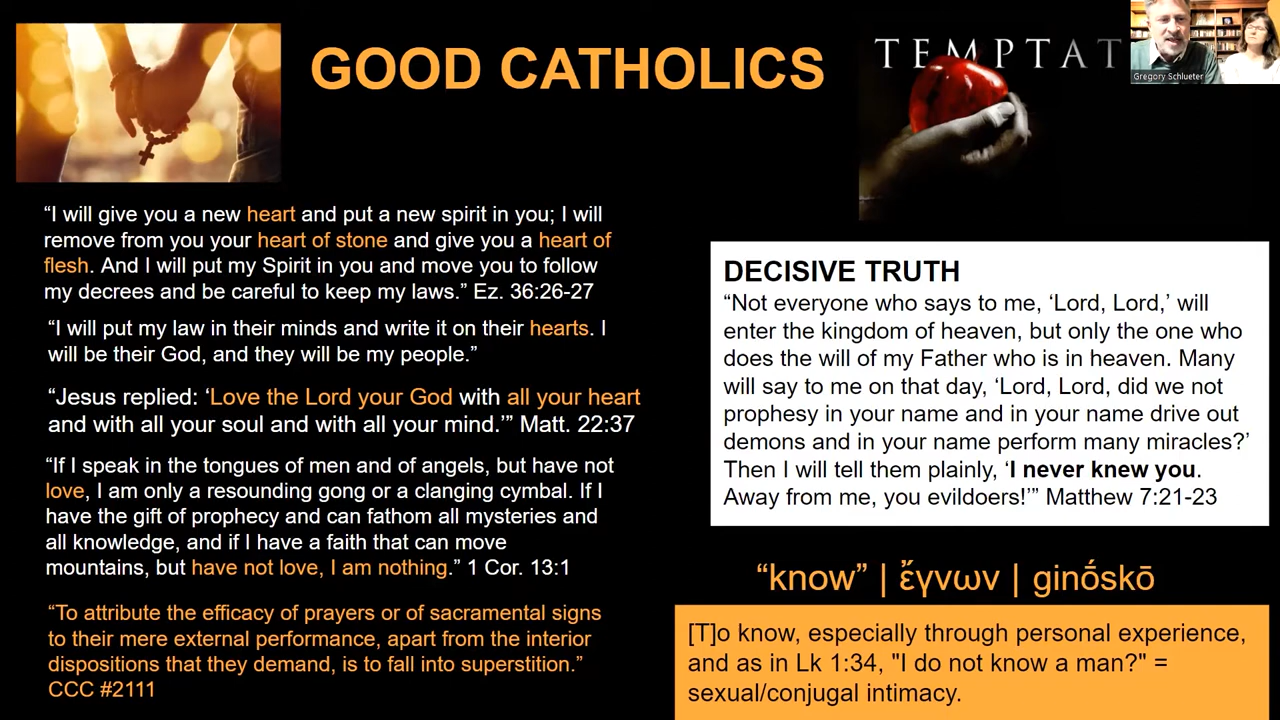 GOOD CATHOLICS
TEMPTAT
Gregory Schlueter
“I will give you a new heart and put a new spirit in you; I will
remove from you your heart of stone and give you a heart of
flesh. And I will put my Spirit in you and move you to follow
my decrees and be careful to keep my laws.” Ez. 36:26-27
“I will put my law in their minds and write it on their hearts. I
will be their God, and they will be my people.”
“Jesus replied: ‘Love the Lord your God with all your heart
and with all your soul and with all your mind.’” Matt. 22:37
“If I speak in the tongues of men and of angels, but have not
love, I am only a resounding gong or a clanging cymbal. If I
have the gift of prophecy and can fathom all mysteries and
all knowledge, and if I have a faith that can move
mountains, but have not love, I am nothing.” 1 Cor. 13:1
“To attribute the efficacy of prayers or of sacramental signs
to their mere external performance, apart from the interior
dispositions that they demand, is to fall into superstition.”
CCC #2111
DECISIVE TRUTH
“Not everyone who says to me, ‘Lord, Lord,’ will
enter the kingdom of heaven, but only the one who
does the will of my Father who is in heaven. Many
will say to me on that day, ‘Lord, Lord, did we not
prophesy in your name and in your name drive out
demons and in your name perform many miracles?’
Then I will tell them plainly, ‘I never knew you.
Away from me, you evildoers!’” Matthew 7:21-23
“know” | ἔγνων | ginṓskō
[T]o know, especially through personal experience,
and as in Lk 1:34, "I do not know a man?" =
sexual/conjugal intimacy.